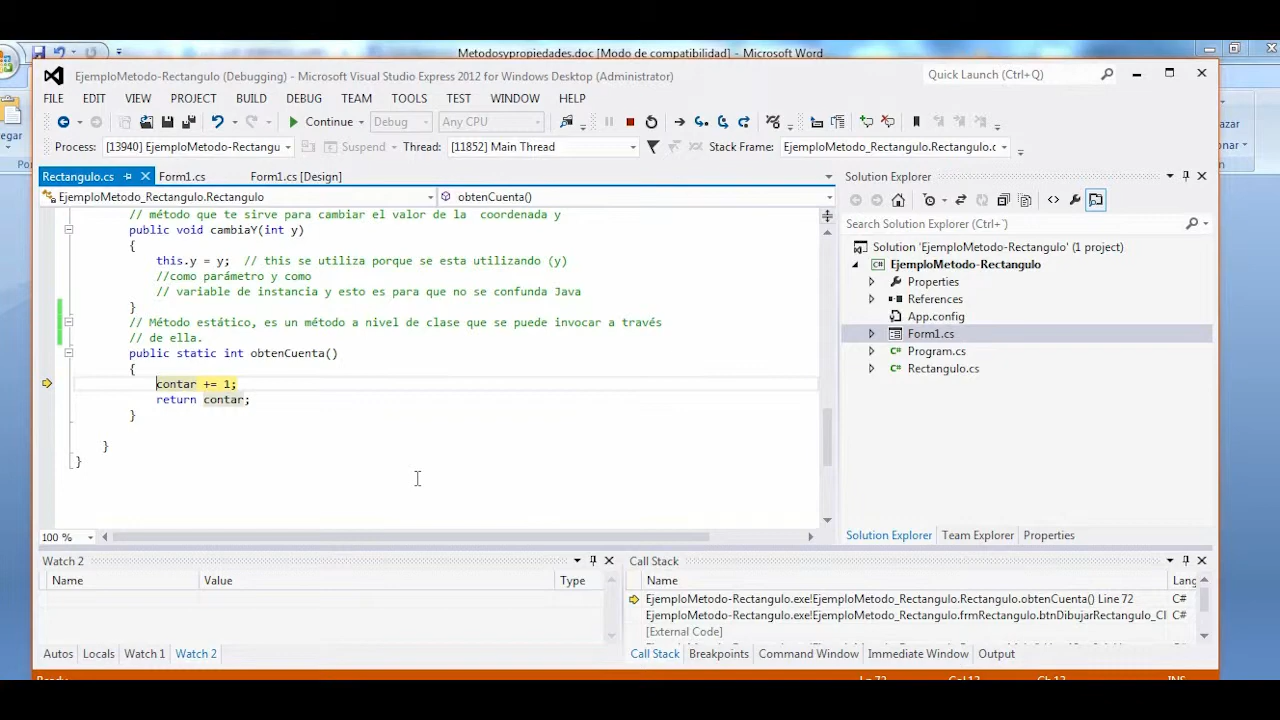 Metodosypropiedades.doc [Modo de compatibilidad] - Microsoft Word
EjemploMetodo-Rectangulo (Debugging) - Microsoft Visual Studio Express 2012 for Windows Desktop (Administrator)
Quick Launch (Ctrl+Q)
FILE EDIT VIEW PROJECT BUILD DEBUG TEAM TOOLS TEST WINDOW HELP
Continue Debug Any CPU
Process: [13940] EjemploMetodo-Rectangu Suspend Thread: [11852] Main Thread Stack Frame: EjemploMetodo_Rectangulo.Rectangulo.c
Rectangulo.cs Form1.cs Form1.cs [Design]
EjemploMetodo_Rectangulo.Rectangulo obtenCuenta()
// método que te sirve para cambiar el valor de la coordenada y
public void cambiaY(int y)
{
this.y = y; // this se utiliza porque se esta utilizando (y)
//como parámetro y como
// variable de instancia y esto es para que no se confunda Java
}
// Método estático, es un método a nivel de clase que se puede invocar a través
// de ella.
public static int obtenCuenta()
{
contar += 1;
return contar;
}
}
}
100 %
Solution Explorer
Search Solution Explorer (Ctrl+')
Solution 'EjemploMetodo-Rectangulo' (1 project)
EjemploMetodo-Rectangulo
Properties
References
App.config
Form1.cs
Program.cs
Rectangulo.cs
Solution Explorer Team Explorer Properties
Watch 2
Name Value Type
Autos Locals Watch 1 Watch 2
Call Stack
Name Lang
EjemploMetodo-Rectangulo.exe!EjemploMetodo_Rectangulo.Rectangulo.obtenCuenta() Line 72 C#
EjemploMetodo-Rectangulo.exe!EjemploMetodo_Rectangulo.frmRectangulo.btnDibujarRectangulo_Cl C#
[External Code]
Call Stack Breakpoints Command Window Immediate Window Output